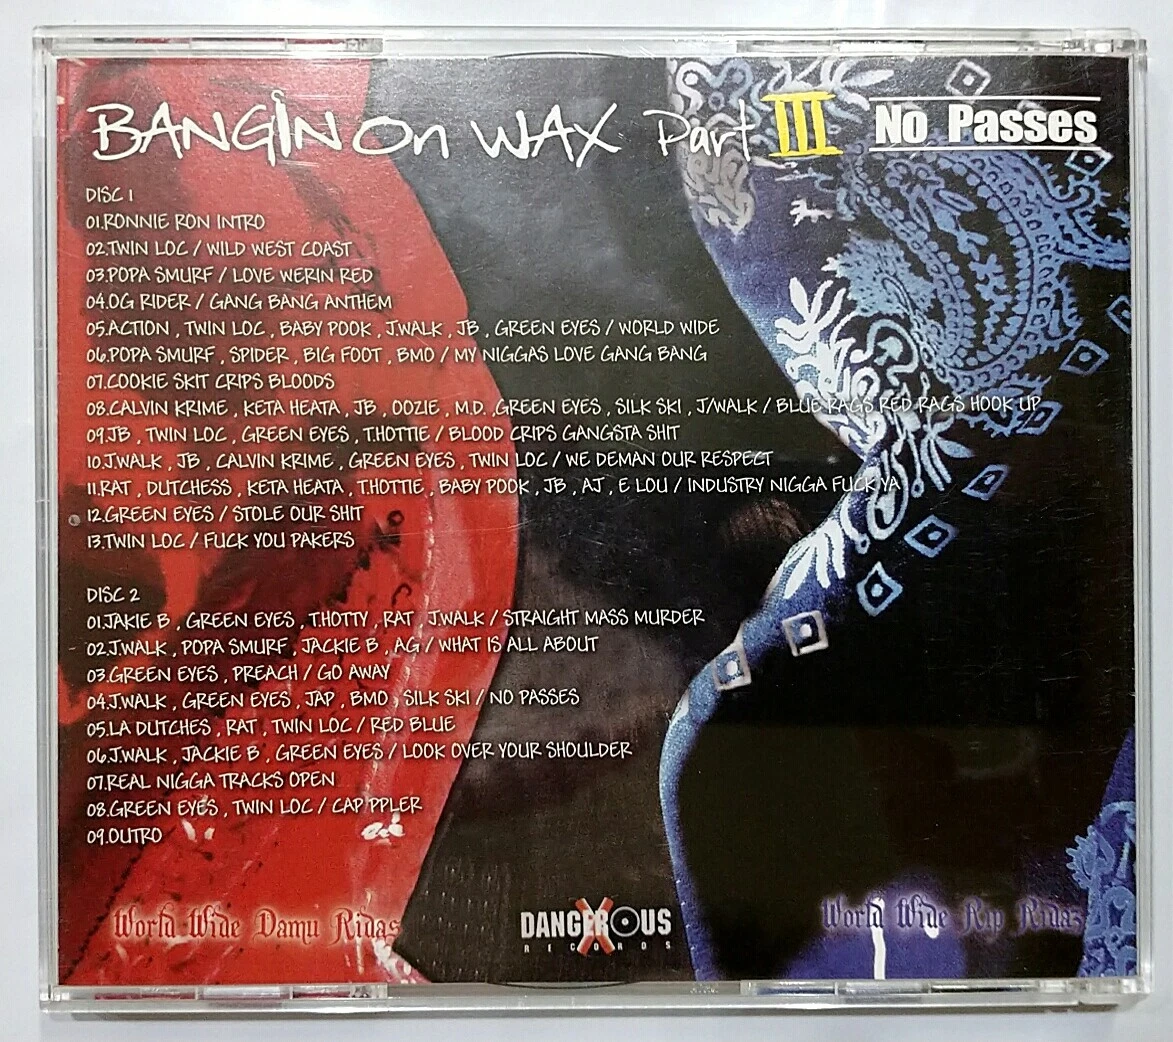 BANGIN On WAX Part III No Passes
DISC 1
01.RONNIE RON INTRO
02.TWIN LOC / WILD WEST COAST
03.POPA SMURF / LOVE WERIN RED
04.OG RIDER / GANG BANG ANTHEM
05.ACTION , TWIN LOC , BABY POOK , J.WALK , JB , GREEN EYES / WORLD WIDE
06.POPA SMURF , SPIDER , BIG FOOT , BMO / MY NIGGAS LOVE GANG BANG
07.COOKIE SKIT CRIPS BLOODS
08.CALVIN KRIME , KETA HEATA , JB , OOZIE , M.D. ,GREEN EYES , SILK SKI , J/WALK / BLUE RAGS RED RAGS HOOK UP
09.JB , TWIN LOC , GREEN EYES , T.HOTTIE / BLOOD CRIPS GANGSTA SHIT
10.J.WALK , JB , CALVIN KRIME , GREEN EYES , TWIN LOC / WE DEMAN OUR RESPECT
11.RAT , DUTCHESS , KETA HEATA , T.HOTTIE , BABY POOK , JB , AJ , E LOU / INDUSTRY NIGGA FUCK YA
12.GREEN EYES / STOLE OUR SHIT
13.TWIN LOC / FUCK YOU PAKERS
DISC 2
01.JAKIE B , GREEN EYES , T.HOTTY , RAT , J.WALK / STRAIGHT MASS MURDER
02.J.WALK , POPA SMURF , JACKIE B , AG / WHAT IS ALL ABOUT
03.GREEN EYES , PREACH / GO AWAY
04.J.WALK , GREEN EYES , JAP , BMO , SILK SKI / NO PASSES
05.LA DUTCHES , RAT , TWIN LOC / RED BLUE
06.J.WALK , JACKIE B , GREEN EYES / LOOK OVER YOUR SHOULDER
07.REAL NIGGA TRACKS OPEN
08.GREEN EYES , TWIN LOC / CAP PPLER
09.OUTRO
World Wide Damu Ridas
DANGEROUS
RECORDS
World Wide Rip Ridaz